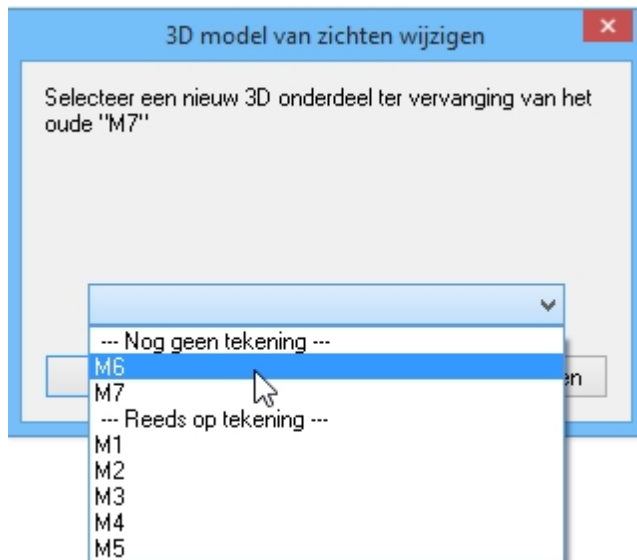 3D model van zichten wijzigen
Selecteer een nieuw 3D onderdeel ter vervanging van het
oude "M7"
--- Nog geen tekening ---
M6
M7
--- Reeds op tekening ---
M1
M2
M3
M4
M5